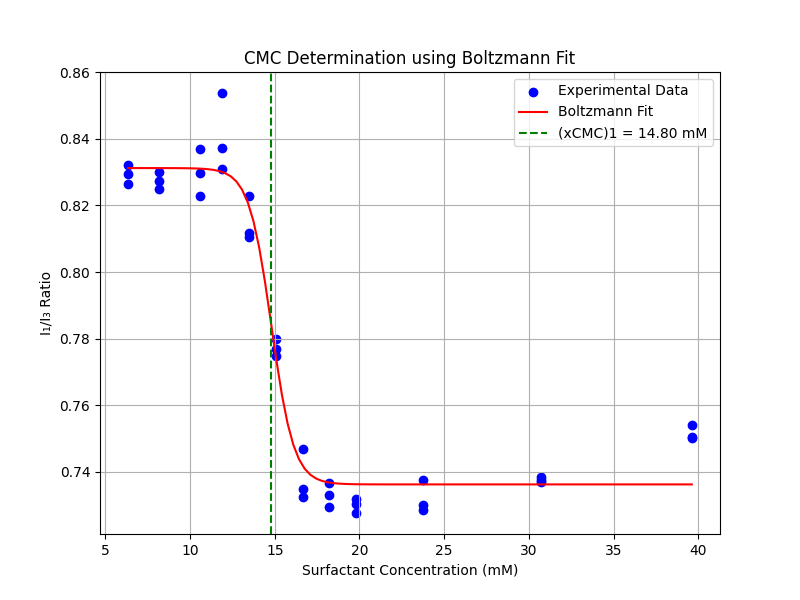 CMC Determination using Boltzmann Fit
Experimental Data
Boltzmann Fit
(xCMC)1 = 14.80 mM
0.86
0.84
0.82
0.80
0.78
0.76
0.74
I₁/I₃ Ratio
5 10 15 20 25 30 35 40
Surfactant Concentration (mM)